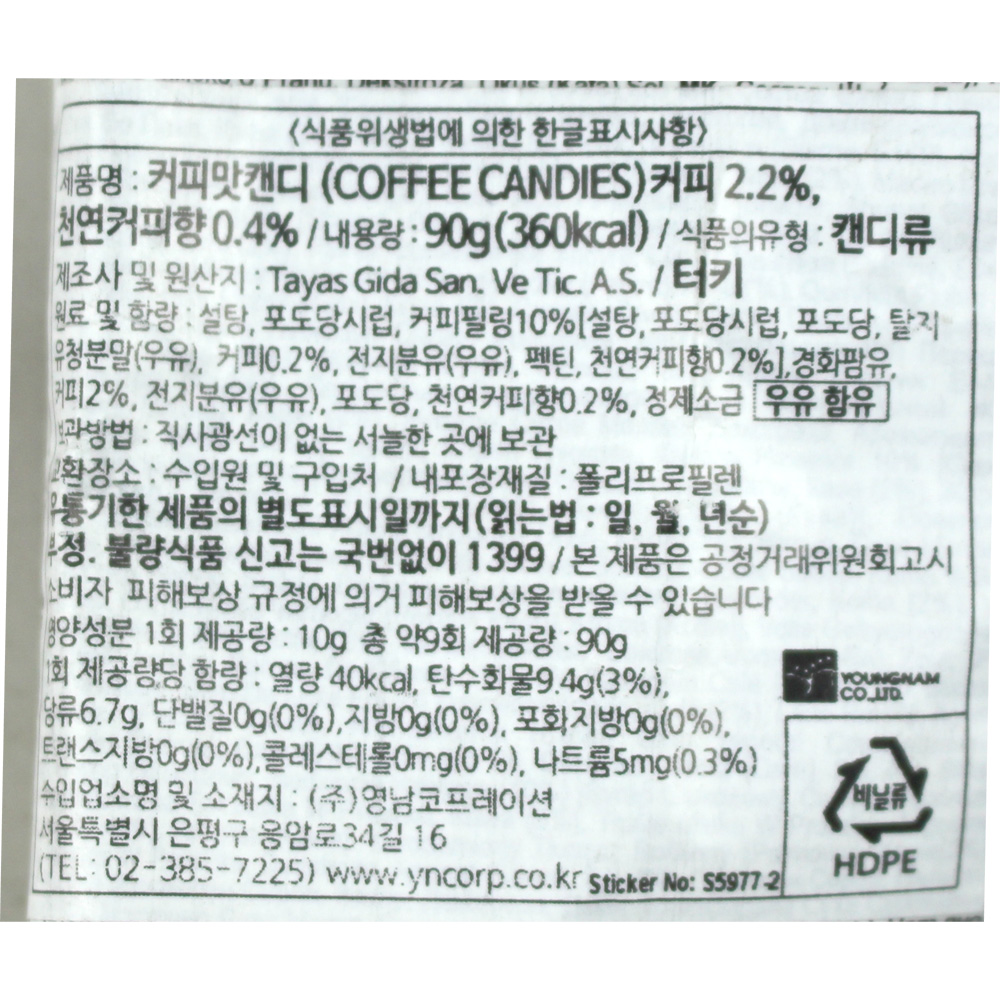 〈식품위생법에 의한 한글표시사항〉
제품명 : 커피맛캔디 (COFFEE CANDIES)커피 2.2%,
천연커피향 0.4% / 내용량 : 90g(360kcal) / 식품의유형 : 캔디류
제조사 및 원산지 : Tayas Gida San. Ve Tic. A.S. / 터키
원료 및 함량 : 설탕, 포도당시럽, 커피필링10%[설탕, 포도당시럽, 포도당, 탈지
유청분말(우유), 커피0.2%, 전지분유(우유), 펙틴, 천연커피향0.2%],경화팜유,
커피2%, 전지분유(우유), 포도당, 천연커피향0.2%, 정제소금 우유 함유
보관방법 : 직사광선이 없는 서늘한 곳에 보관
교환장소 : 수입원 및 구입처 / 내포장재질 : 폴리프로필렌
유통기한 제품의 별도표시일까지(읽는법 : 일, 월, 년순)
부정. 불량식품 신고는 국번없이 1399 / 본 제품은 공정거래위원회고시
소비자 피해보상 규정에 의거 피해보상을 받을 수 있습니다
영양성분 1회 제공량 : 10g 총 약9회 제공량 : 90g
1회 제공량당 함량 : 열량 40kcal, 탄수화물9.4g(3%),
당류6.7g, 단백질0g(0%),지방0g(0%), 포화지방0g(0%),
트랜스지방0g(0%),콜레스테롤0mg(0%), 나트륨5mg(0.3%)
수입업소명 및 소재지 : (주)영남코프레이션
서울특별시 은평구 응암로34길 16
(TEL: 02-385-7225) www.yncorp.co.kr Sticker No: S5977-2
YOUNGNAM
CO.,LTD.
비닐류
HDPE